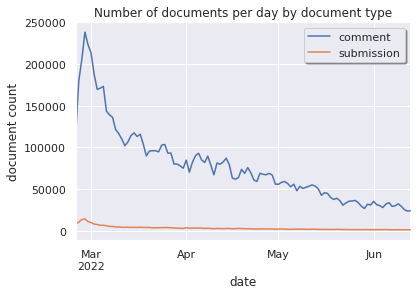 Number of documents per day by document type
250000
200000
150000
100000
50000
0
document count
comment
submission
Mar
2022
Apr
May
Jun
date